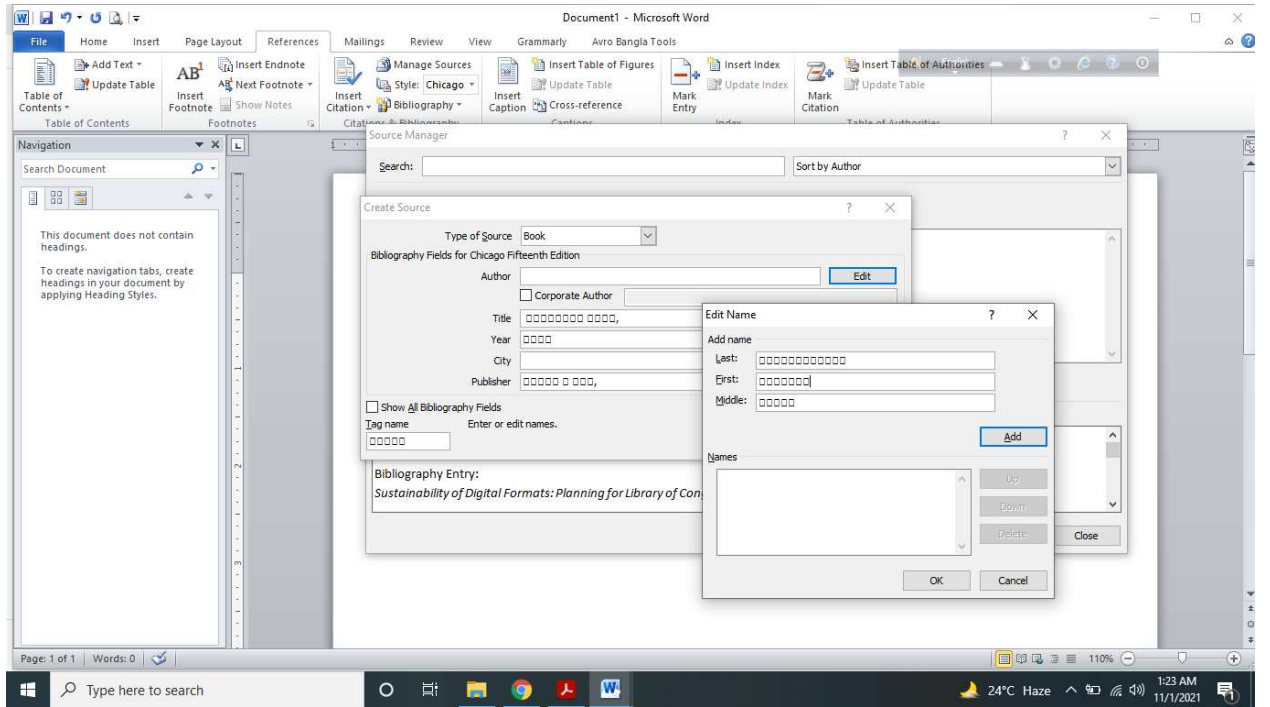 Document1 - Microsoft Word
File Home Insert Page Layout References Mailings Review View Grammarly Avro Bangla Tools
Table of Contents
Add Text
Update Table
Table of Contents
AB¹ Insert Footnote
Insert Endnote
Next Footnote
Show Notes
Footnotes
Insert Citation
Manage Sources
Style: Chicago
Bibliography
Citations & Bibliography
Insert Caption
Insert Table of Figures
Update Table
Cross-reference
Captions
Mark Entry
Insert Index
Update Index
Index
Mark Citation
Insert Table of Authorities
Update Table
Table of Authorities
Navigation
Search Document
This document does not contain
headings.
To create navigation tabs, create
headings in your document by
applying Heading Styles.
Source Manager
Search:
Sort by Author
Create Source
Type of Source Book
Bibliography Fields for Chicago Fifteenth Edition
Author
Edit
Corporate Author
Title
Year
City
Publisher
Show All Bibliography Fields
Tag name Enter or edit names.
Bibliography Entry:
Sustainability of Digital Formats: Planning for Library of Con
Edit Name
Add name
Last:
First:
Middle:
Add
Names
Up
Down
Delete
OK Cancel
Close
Page: 1 of 1 Words: 0
110%
Type here to search
24°C Haze
1:23 AM
11/1/2021